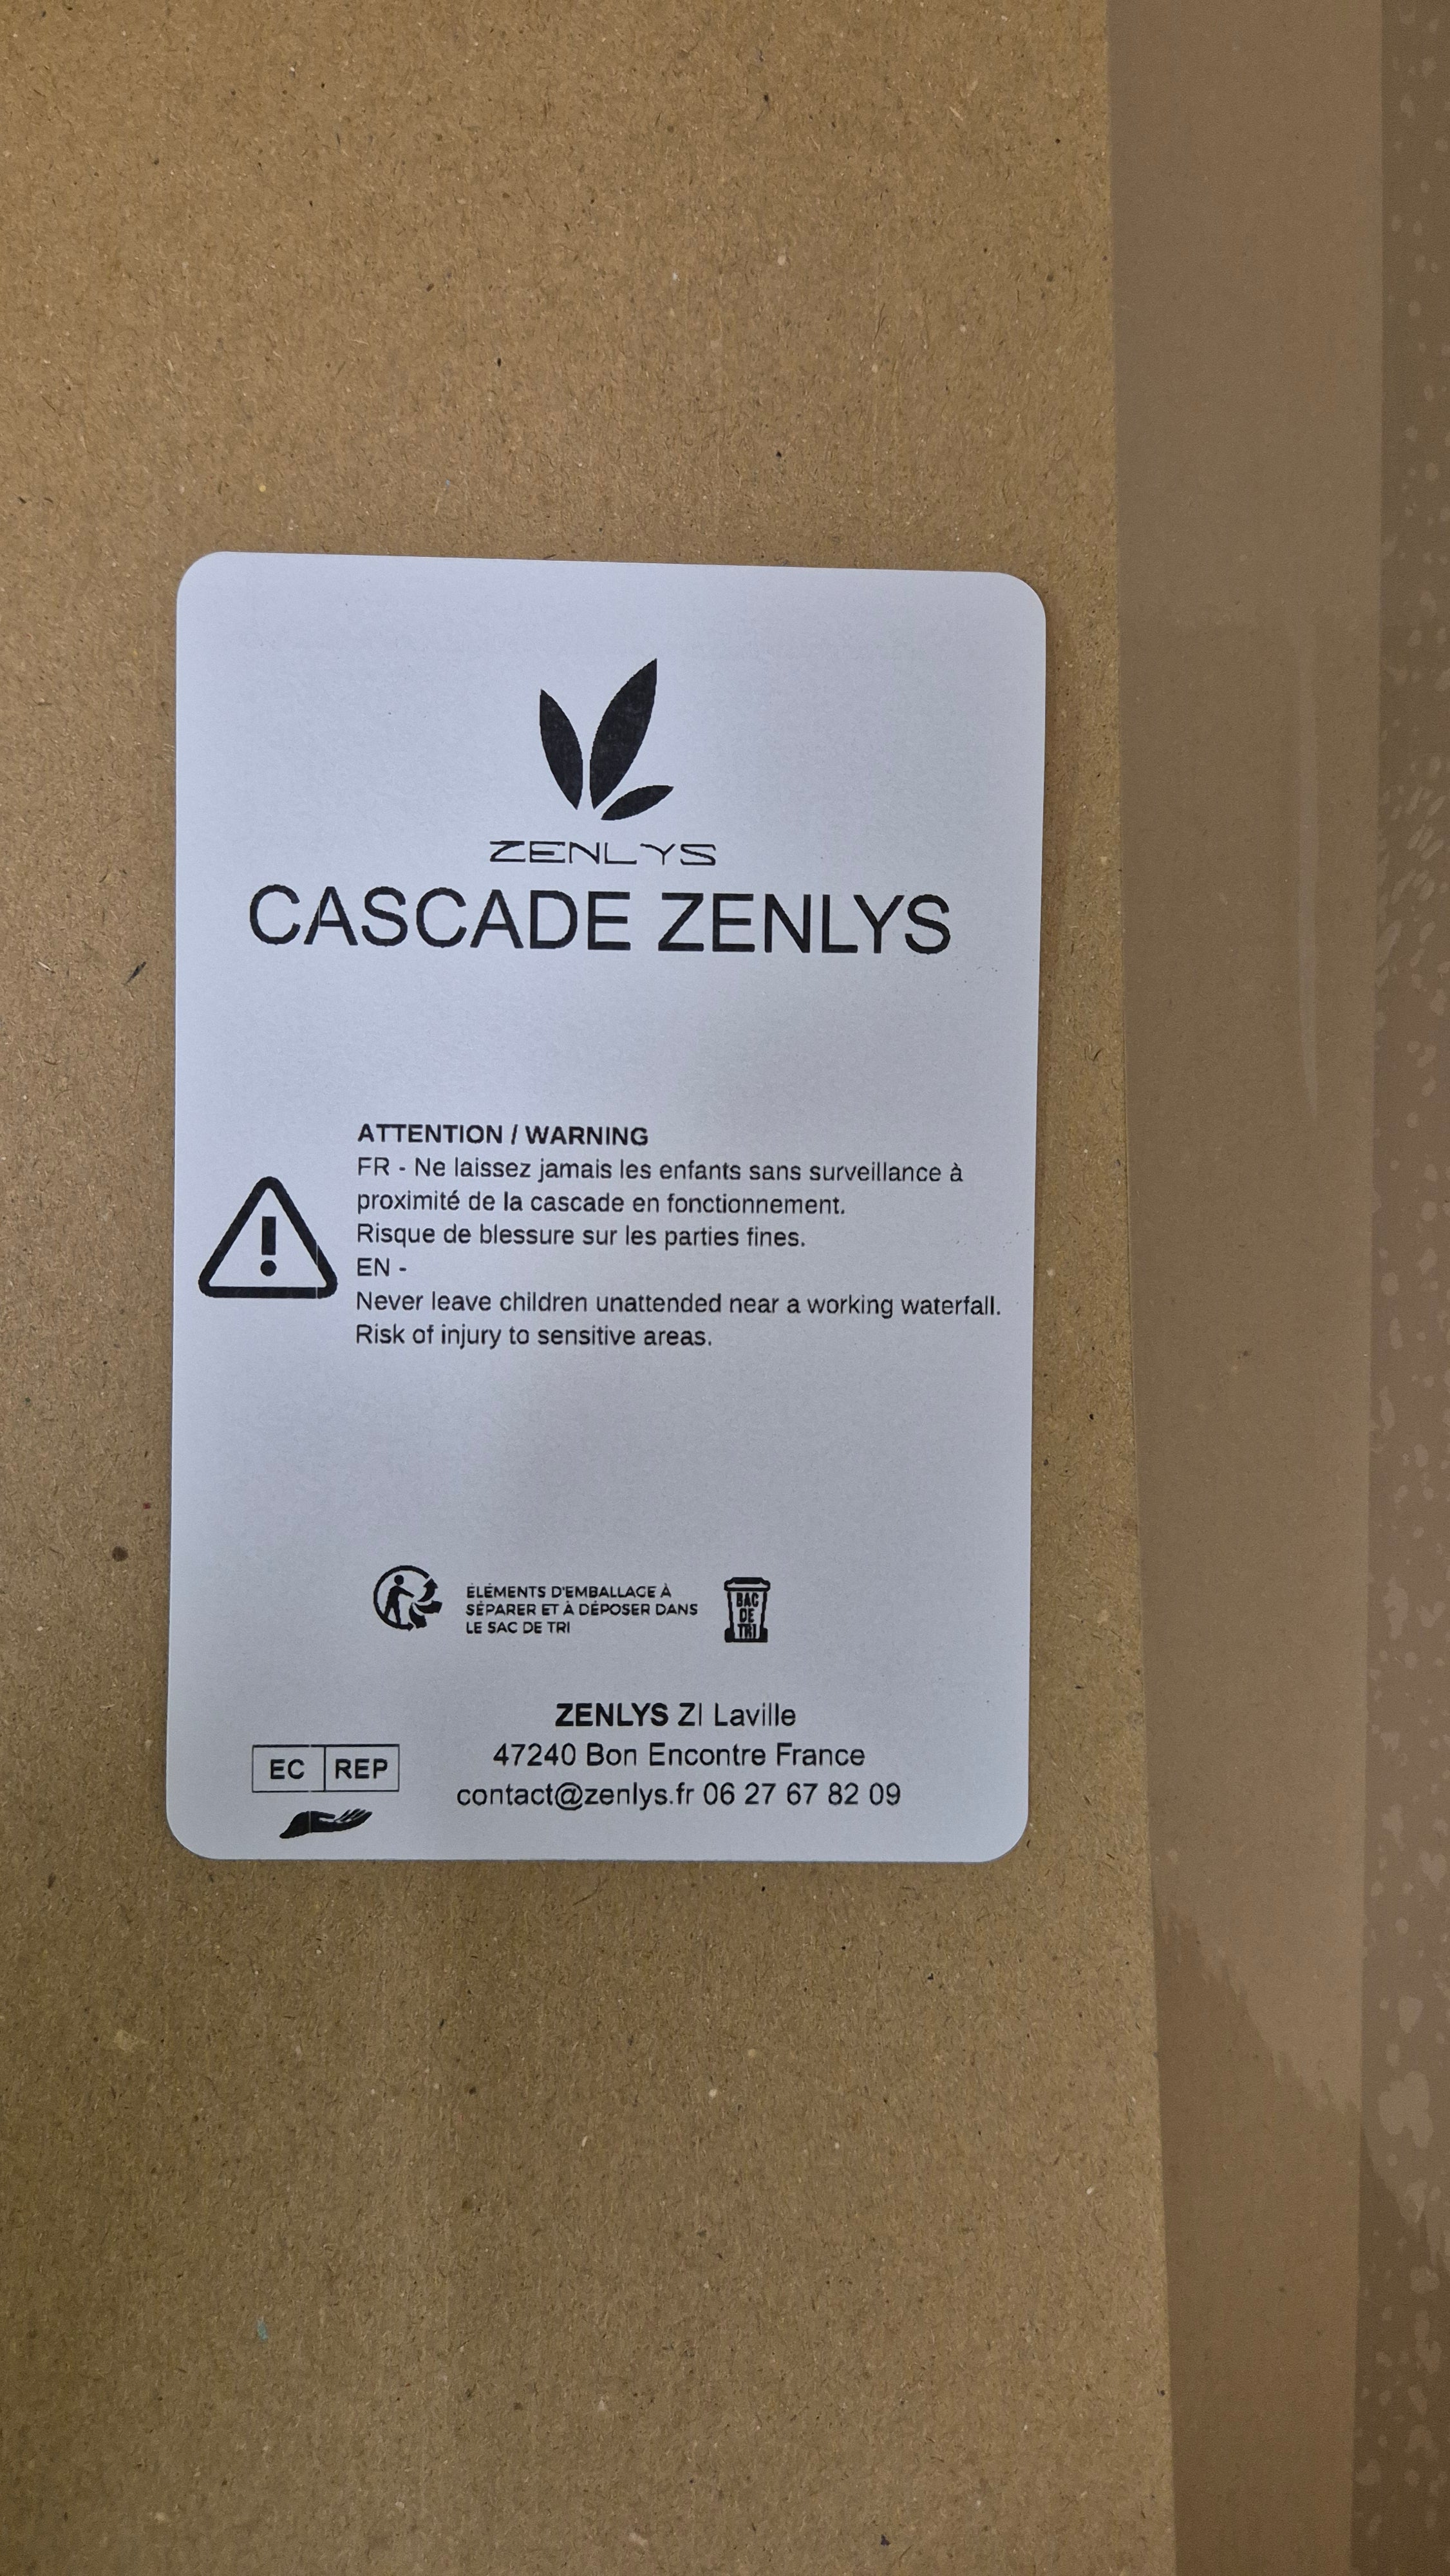 ZENLYS
CASCADE ZENLYS
ATTENTION / WARNING
FR - Ne laissez jamais les enfants sans surveillance à
proximité de la cascade en fonctionnement.
Risque de blessure sur les parties fines.
EN -
Never leave children unattended near a working waterfall.
Risk of injury to sensitive areas.
ÉLÉMENTS D'EMBALLAGE À
SÉPARER ET À DÉPOSER DANS
LE SAC DE TRI
BAC
DE
TRI
ZENLYS ZI Laville
47240 Bon Encontre France
contact@zenlys.fr 06 27 67 82 09
EC REP